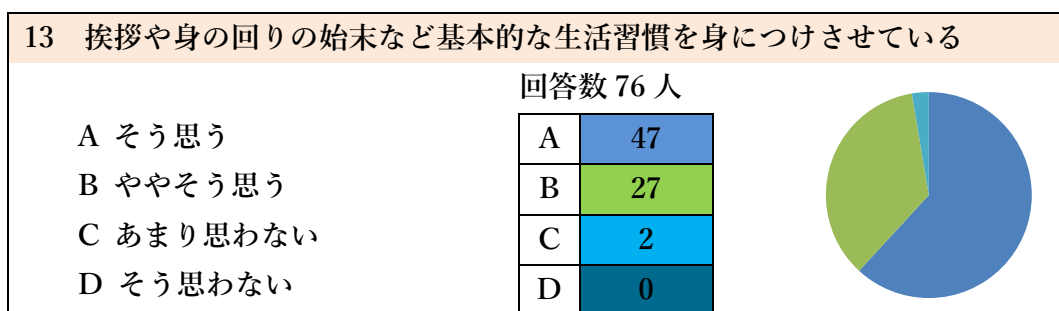 13 挨拶や身の回りの始末など基本的な生活習慣を身につけさせている
回答数 76 人
A そう思う
A 47
B ややそう思う
B 27
C あまり思わない
C 2
D そう思わない
D 0